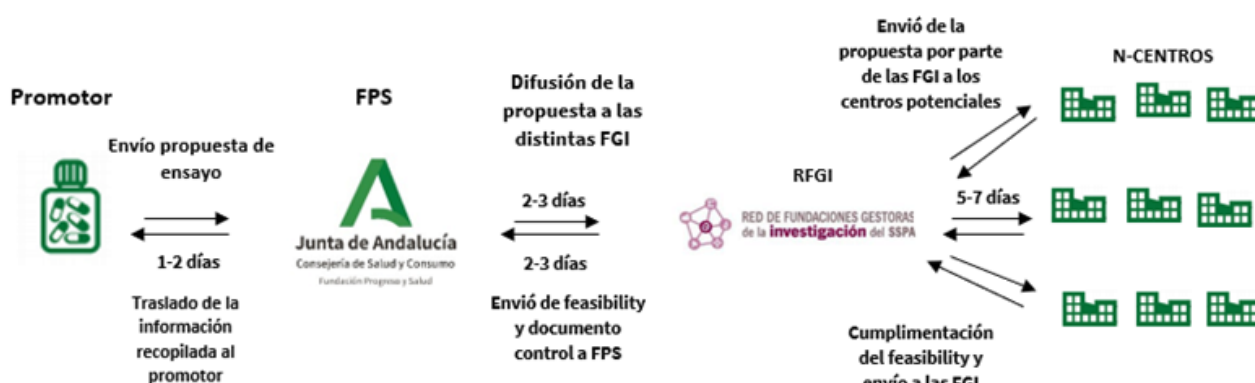 Promotor
Envío propuesta de
ensayo
1-2 días
Traslado de la
información
recopilada al
promotor
FPS
Junta de Andalucía
Consejería de Salud y Consumo
Fundación Progreso y Salud
Difusión de la
propuesta a las
distintas FGI
2-3 días
2-3 días
Envió de feasibility
y documento
control a FPS
RFGI
RED DE FUNDACIONES GESTORAS
de la investigación del SSPA
Envió de la
propuesta por parte
de las FGI a los
centros potenciales
5-7 días
Cumplimentación
del feasibility y
envío a las FGI
N-CENTROS